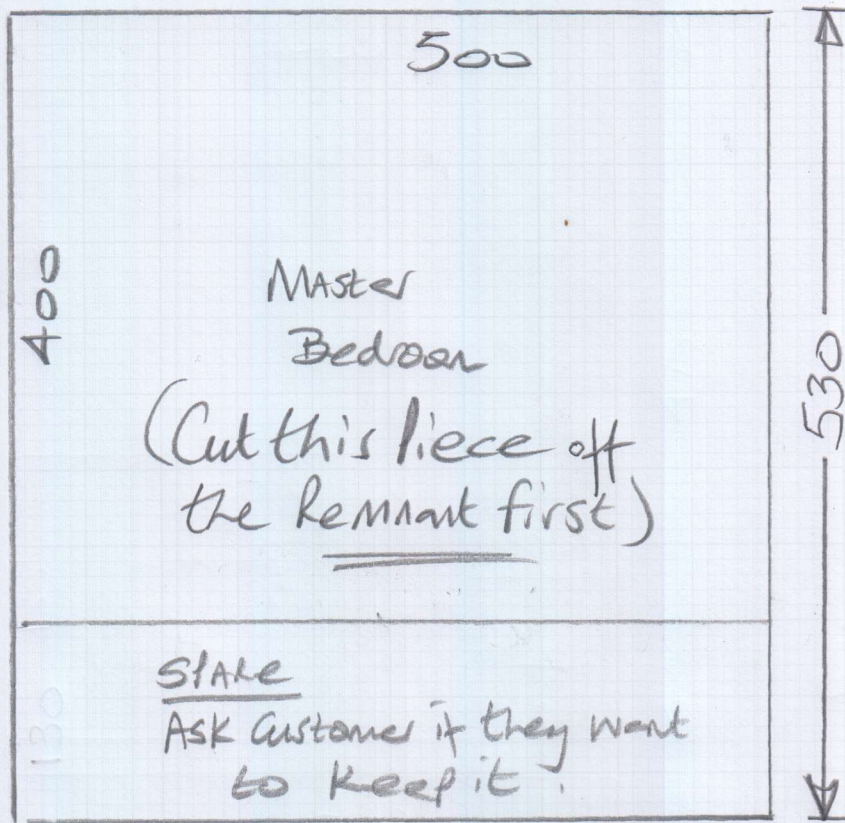 500
400
Master
Bedroom
(Cut this Piece off
the Remnant first)
530
130
SPARE
Ask Customer if they want
to keep it.